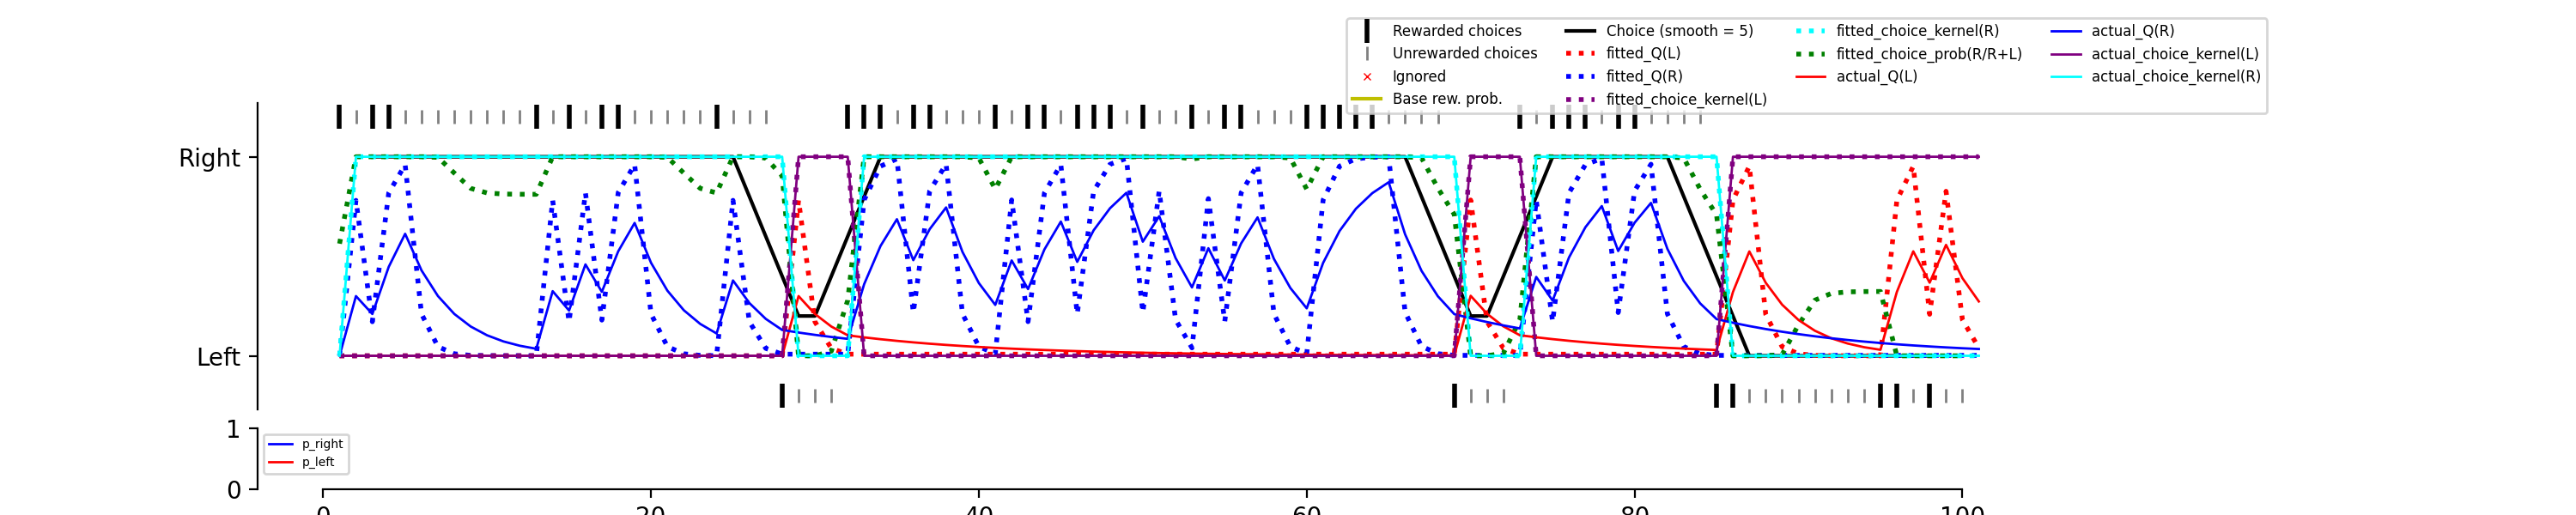 Rewarded choices
Unrewarded choices
Ignored
Base rew. prob.
Choice (smooth = 5)
fitted_Q(L)
fitted_Q(R)
fitted_choice_kernel(L)
fitted_choice_kernel(R)
fitted_choice_prob(R/R+L)
actual_Q(L)
actual_Q(R)
actual_choice_kernel(L)
actual_choice_kernel(R)
Right
Left
1
0
p_right
p_left
0 20 40 60 80 100